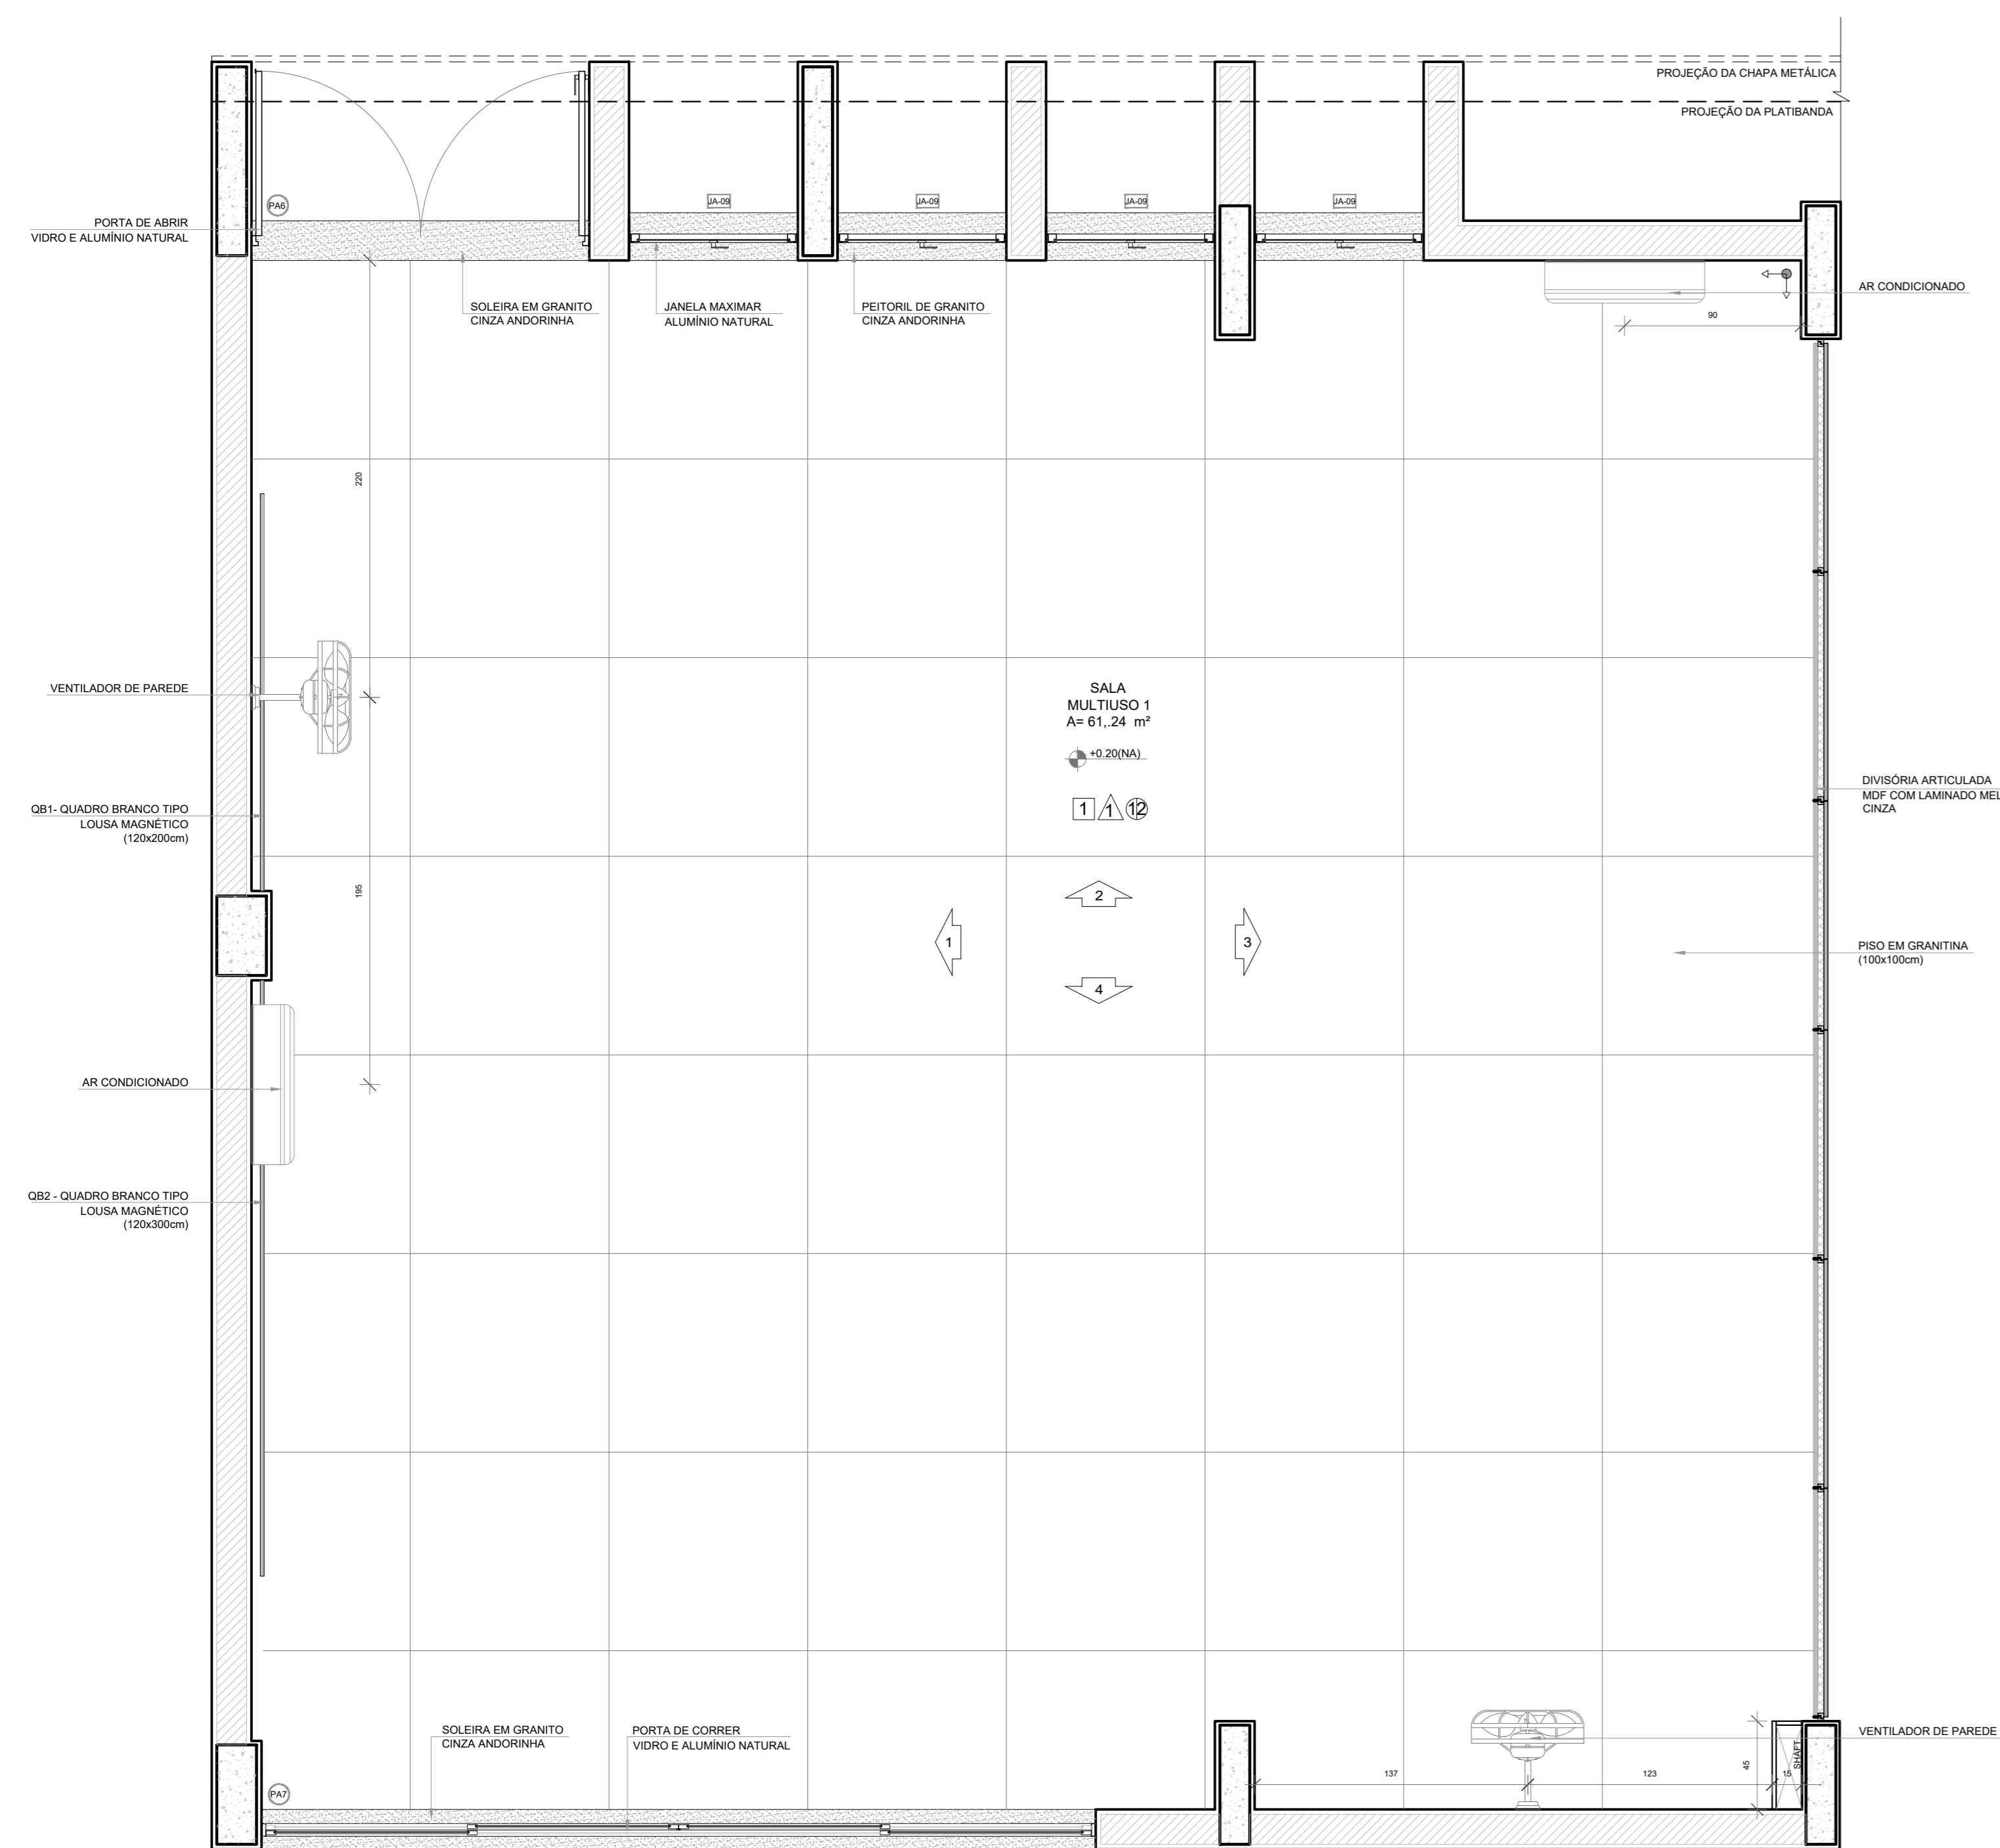 PROJEÇÃO DA CHAPA METÁLICA
PROJEÇÃO DA PLATIBANDA
PA6
JA-09
JA-09
JA-09
JA-09
PORTA DE ABRIR
VIDRO E ALUMÍNIO NATURAL
SOLEIRA EM GRANITO
CINZA ANDORINHA
JANELA MAXIMAR
ALUMÍNIO NATURAL
PEITORIL DE GRANITO
CINZA ANDORINHA
AR CONDICIONADO
90
220
VENTILADOR DE PAREDE
SALA
MULTIUSO 1
A= 61,.24 m²
+0.20(NA)
1 1 12
QB1- QUADRO BRANCO TIPO
LOUSA MAGNÉTICO
(120x200cm)
DIVISÓRIA ARTICULADA
MDF COM LAMINADO MEL
CINZA
195
2
1
3
4
PISO EM GRANITINA
(100x100cm)
AR CONDICIONADO
QB2 - QUADRO BRANCO TIPO
LOUSA MAGNÉTICO
(120x300cm)
SOLEIRA EM GRANITO
CINZA ANDORINHA
PORTA DE CORRER
VIDRO E ALUMÍNIO NATURAL
VENTILADOR DE PAREDE
SHAFT
45
137
123
15
PA7